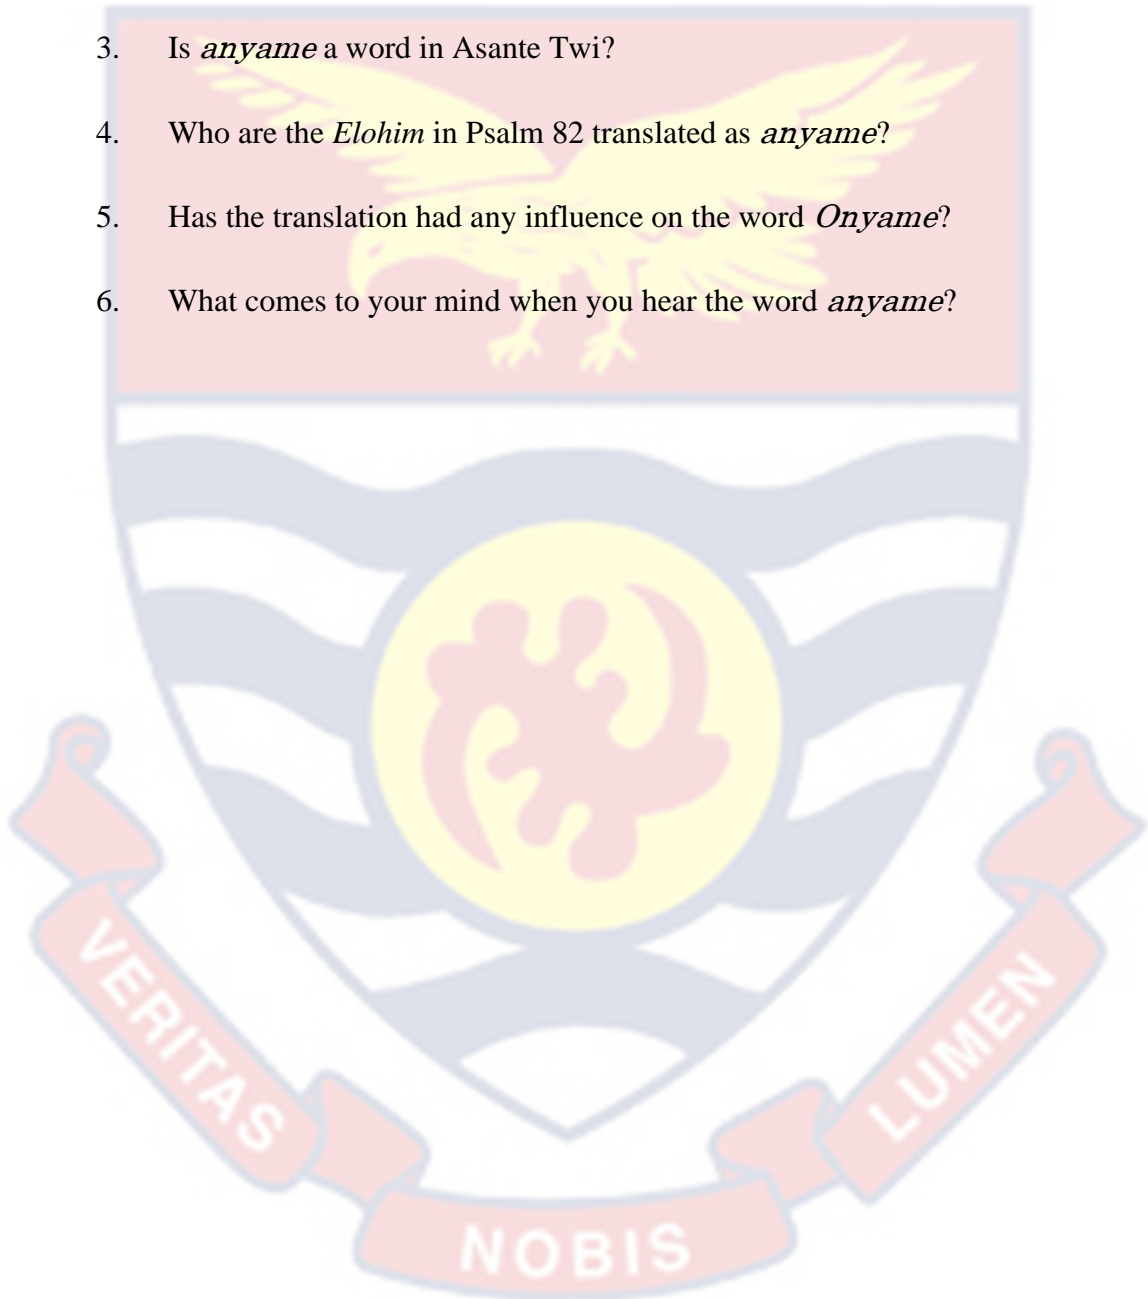 3. Is anyame a word in Asante Twi?
4. Who are the Elohim in Psalm 82 translated as anyame?
5. Has the translation had any influence on the word Onyame?
6. What comes to your mind when you hear the word anyame?
VERITAS
NOBIS
LUMEN